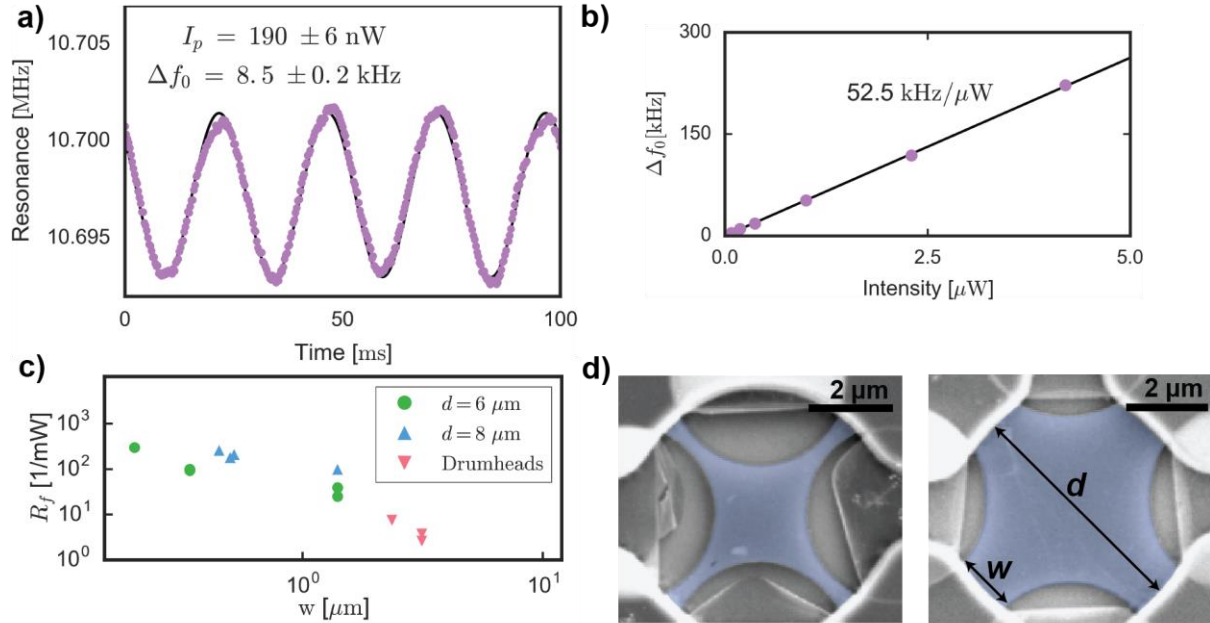 a)
I_p = 190 ± 6 nW
Δf_0 = 8.5 ± 0.2 kHz
10.705
10.700
10.695
Resonance [MHz]
0
50
100
Time [ms]
b)
300
150
0
Δf_0[kHz]
52.5 kHz/μW
0.0
2.5
5.0
Intensity [μW]
c)
10^3
10^2
10^1
10^0
R_f [1/mW]
d = 6 μm
d = 8 μm
Drumheads
10^0
10^1
w [μm]
d)
2 μm
2 μm
d
w